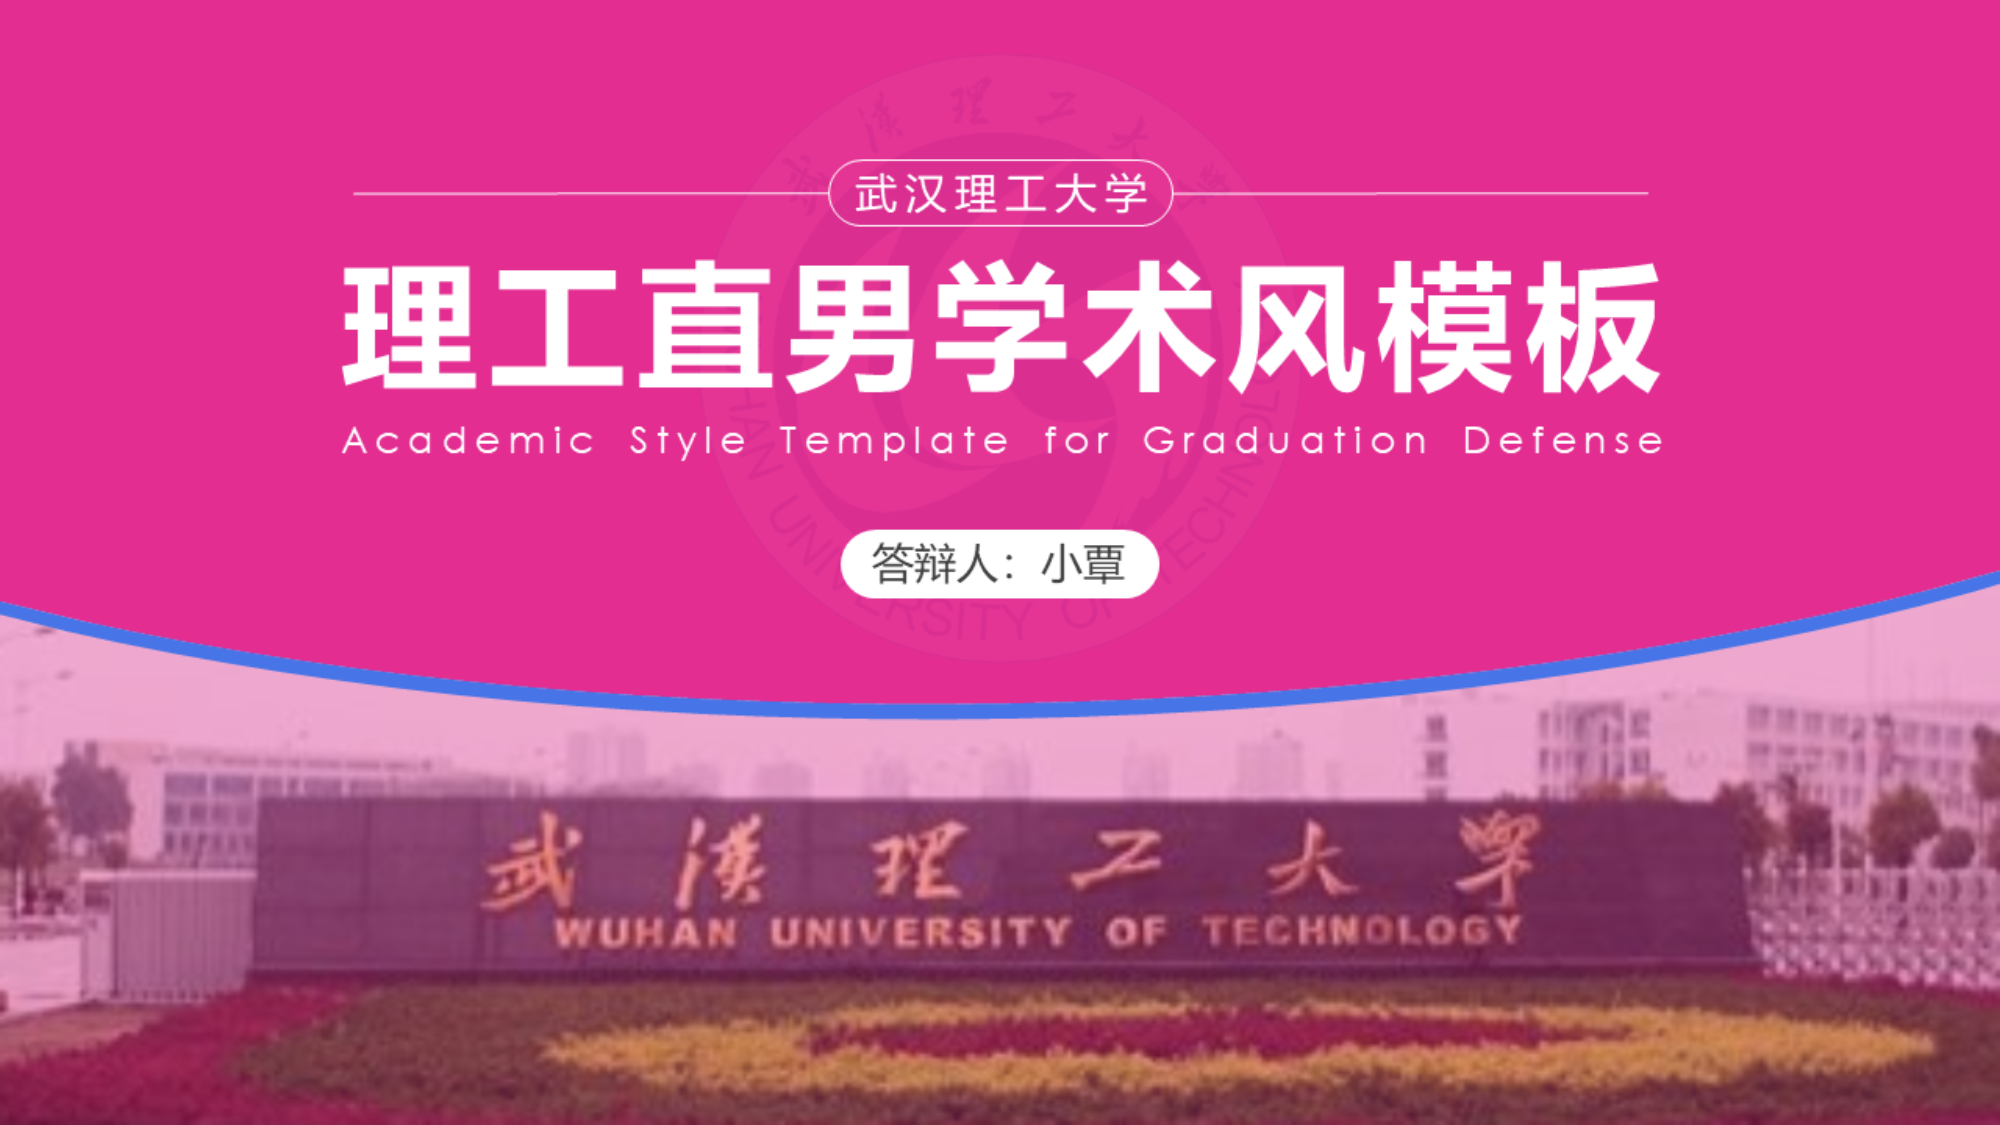 武汉理工大学
理工直男学术风模板
Academic Style Template for Graduation Defense
答辩人：小覃
武漢理工大學
WUHAN UNIVERSITY OF TECHNOLOGY